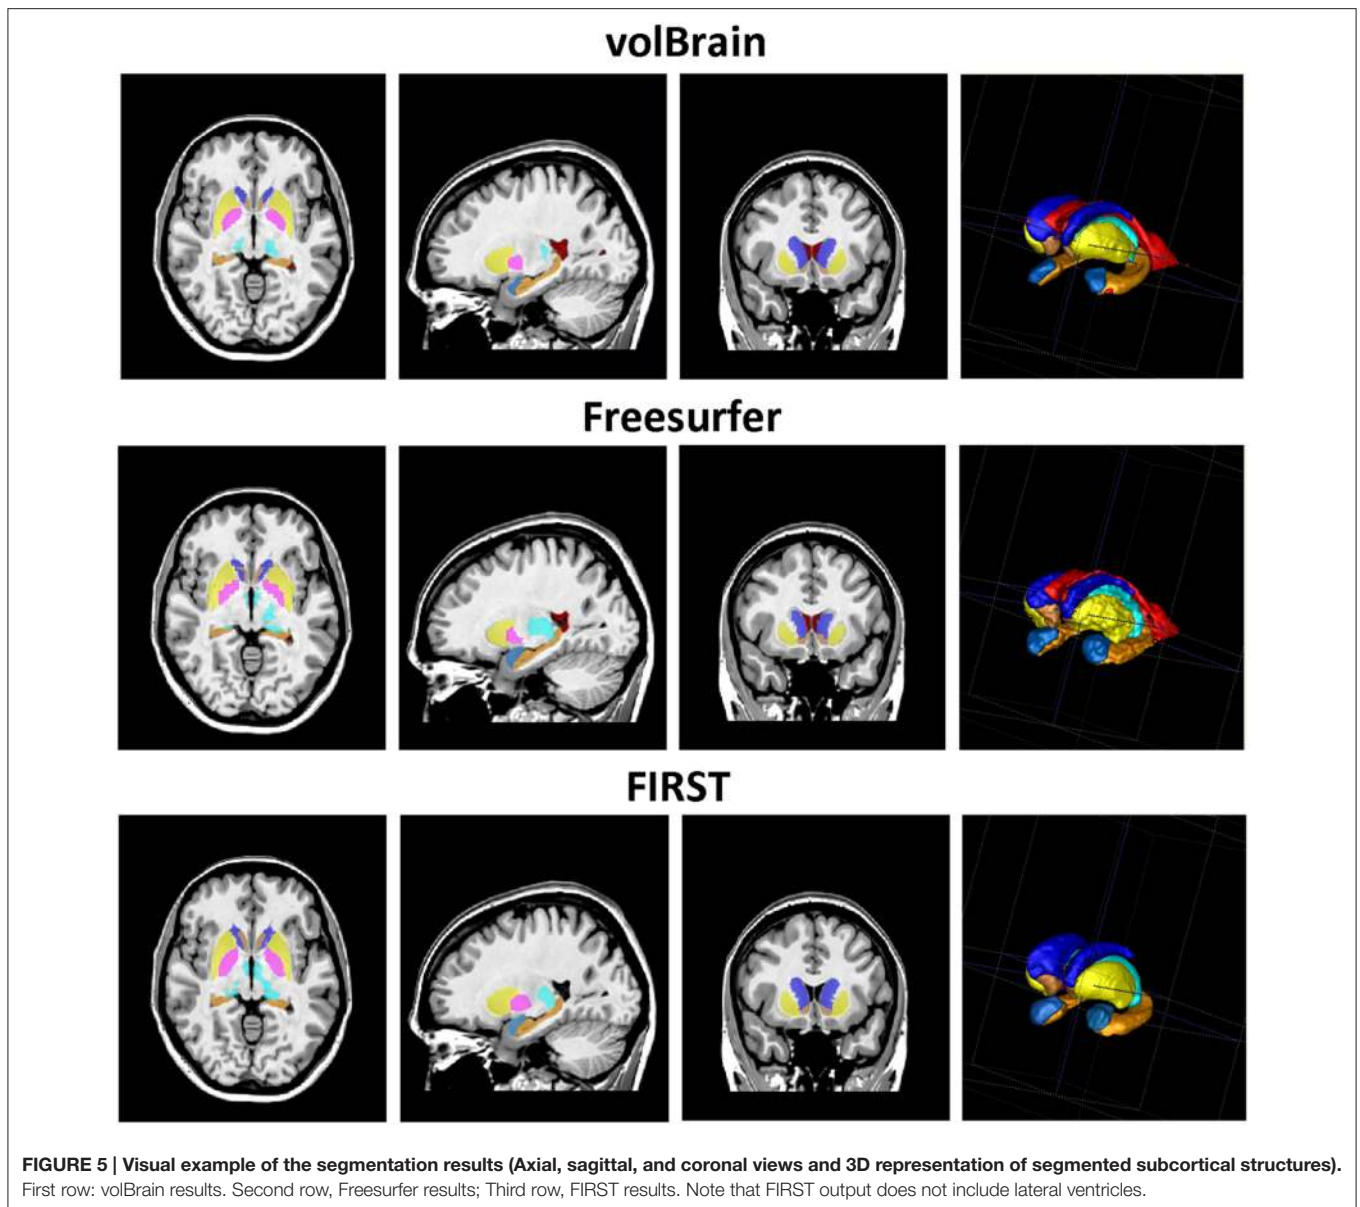 volBrain
Freesurfer
FIRST
FIGURE 5 | Visual example of the segmentation results (Axial, sagittal, and coronal views and 3D representation of segmented subcortical structures).
First row: volBrain results. Second row, Freesurfer results; Third row, FIRST results. Note that FIRST output does not include lateral ventricles.